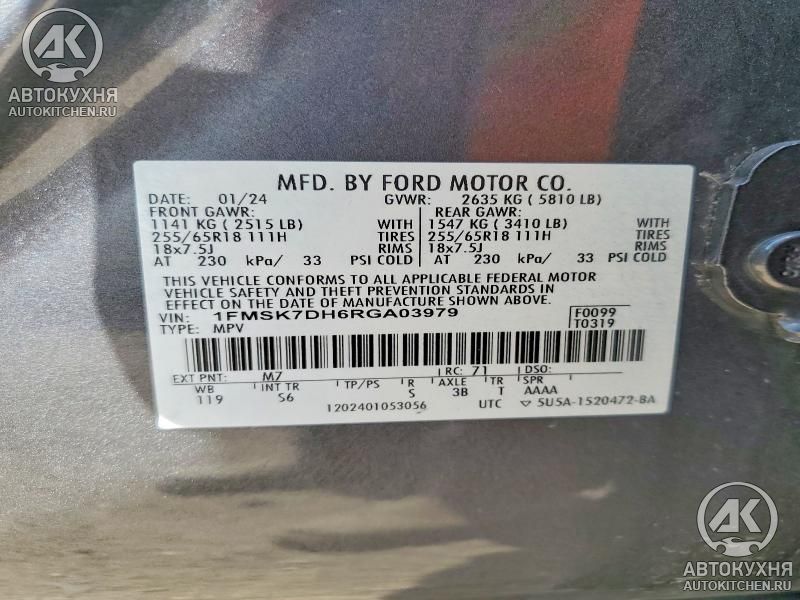 AK
АВТОКУХНЯ
AUTOKITCHEN.RU
MFD. BY FORD MOTOR CO.
DATE: 01/24 GVWR: 2635 KG ( 5810 LB)
FRONT GAWR: REAR GAWR:
1141 KG ( 2515 LB) WITH 1547 KG ( 3410 LB) WITH
255/65R18 111H TIRES 255/65R18 111H TIRES
18x7.5J RIMS 18x7.5J RIMS
AT 230 kPa/ 33 PSI COLD AT 230 kPa/ 33 PSI COLD
THIS VEHICLE CONFORMS TO ALL APPLICABLE FEDERAL MOTOR
VEHICLE SAFETY AND THEFT PREVENTION STANDARDS IN
EFFECT ON THE DATE OF MANUFACTURE SHOWN ABOVE.
VIN: 1FMSK7DH6RGA03979 F0099
TYPE: MPV T0319
EXT PNT: M7 RC: 71 DSO:
WB INT TR TP/PS R AXLE TR SPR
119 S6 S 3B T AAAA
1202401053056 UTC ▽ 5U5A-1520472-BA
AK
АВТОКУХНЯ
AUTOKITCHEN.RU